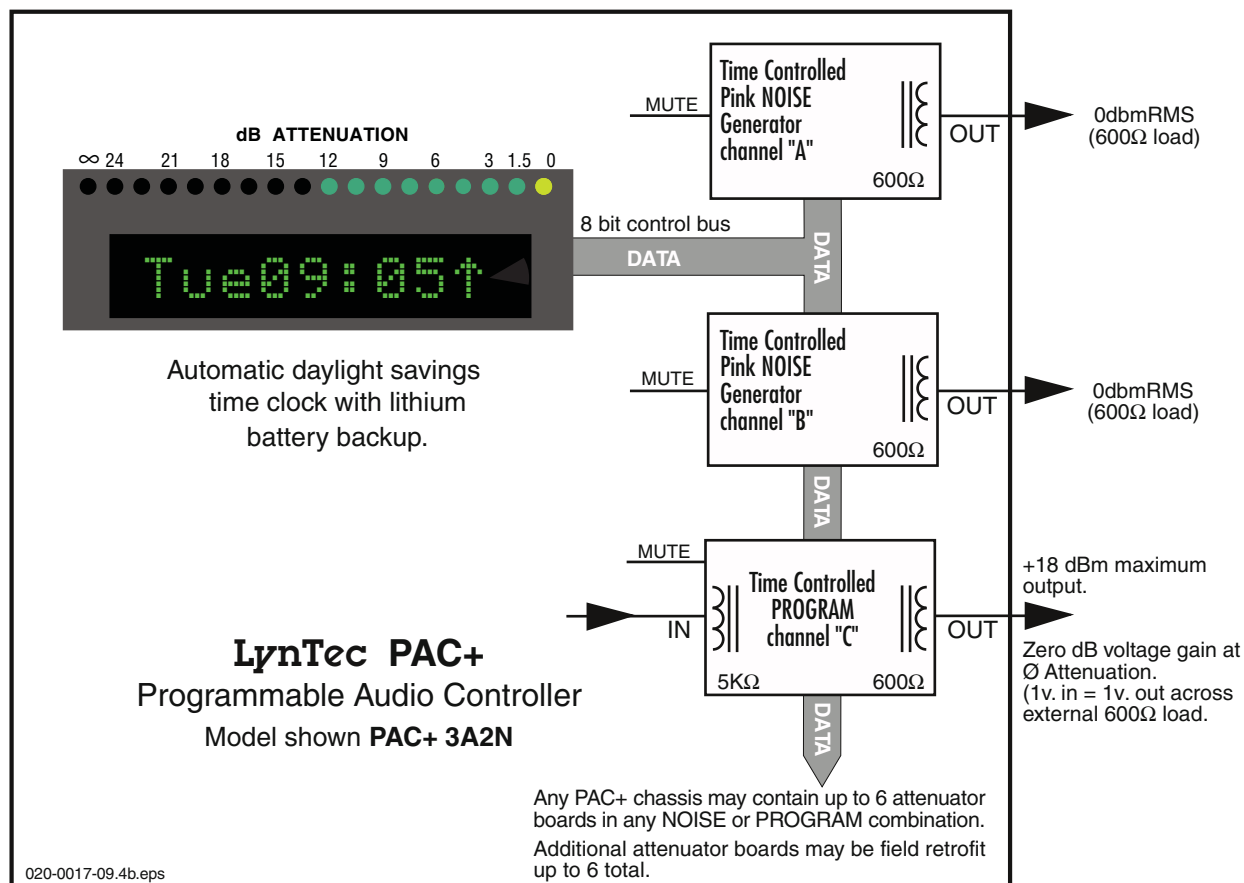 dB ATTENUATION
∞ 24 21 18 15 12 9 6 3 1.5 0
Tue09:05↑
Automatic daylight savings
time clock with lithium
battery backup.
8 bit control bus
DATA
DATA
MUTE
Time Controlled
Pink NOISE
Generator
channel "A"
600Ω
OUT
0dbmRMS
(600Ω load)
MUTE
Time Controlled
Pink NOISE
Generator
channel "B"
600Ω
OUT
0dbmRMS
(600Ω load)
DATA
MUTE
IN
Time Controlled
PROGRAM
channel "C"
5KΩ
600Ω
OUT
+18 dBm maximum
output.
Zero dB voltage gain at
Ø Attenuation.
(1v. in = 1v. out across
external 600Ω load.
DATA
LynTec PAC+
Programmable Audio Controller
Model shown PAC+ 3A2N
Any PAC+ chassis may contain up to 6 attenuator
boards in any NOISE or PROGRAM combination.
Additional attenuator boards may be field retrofit
up to 6 total.
020-0017-09.4b.eps